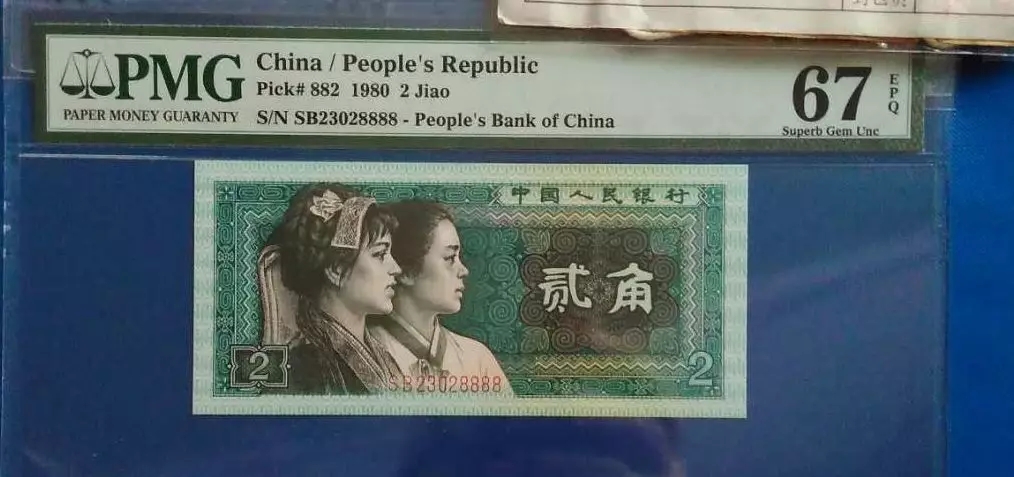 PMG
PAPER MONEY GUARANTY
China / People's Republic
Pick# 882 1980 2 Jiao
S/N SB23028888 - People's Bank of China
67
EPQ
Superb Gem Unc
中國人民银行
贰角
2
SB23028888
2